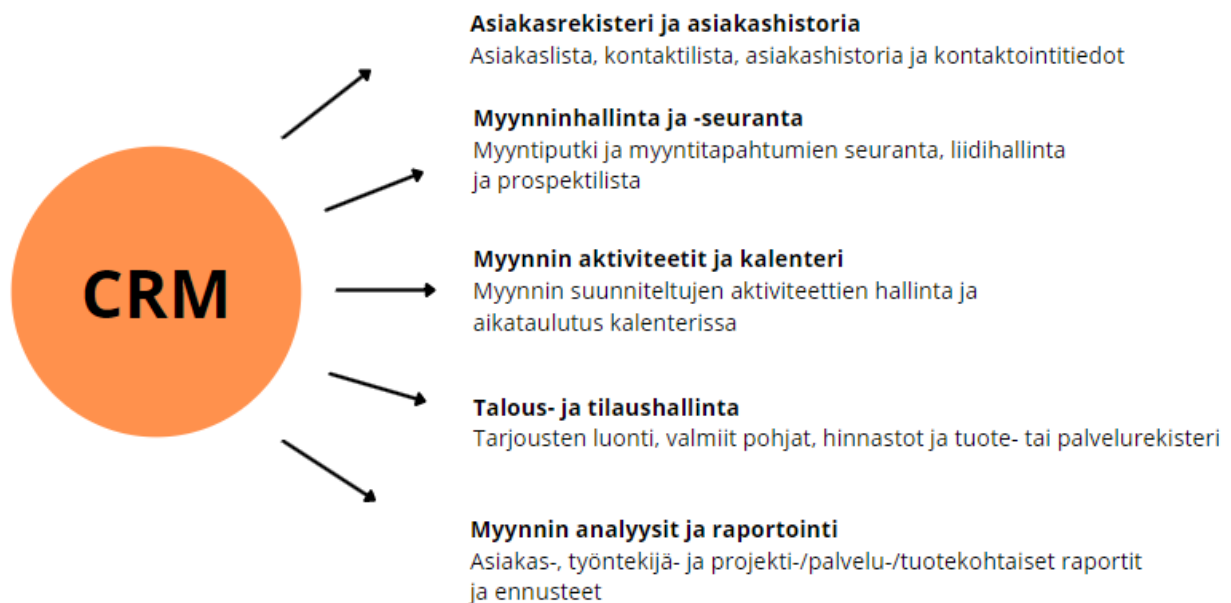 CRM
Asiakasrekisteri ja asiakashistoria
Asiakaslista, kontaktilista, asiakashistoria ja kontaktointitiedot
Myynninhallinta ja -seuranta
Myyntiputki ja myyntitapahtumien seuranta, liidihallinta
ja prospektilista
Myynnin aktiviteetit ja kalenteri
Myynnin suunniteltujen aktiviteettien hallinta ja
aikataulutus kalenterissa
Talous- ja tilaushallinta
Tarjousten luonti, valmiit pohjat, hinnastot ja tuote- tai palvelurekisteri
Myynnin analyysit ja raportointi
Asiakas-, työntekijä- ja projekti-/palvelu-/tuotekohtaiset raportit
ja ennusteet